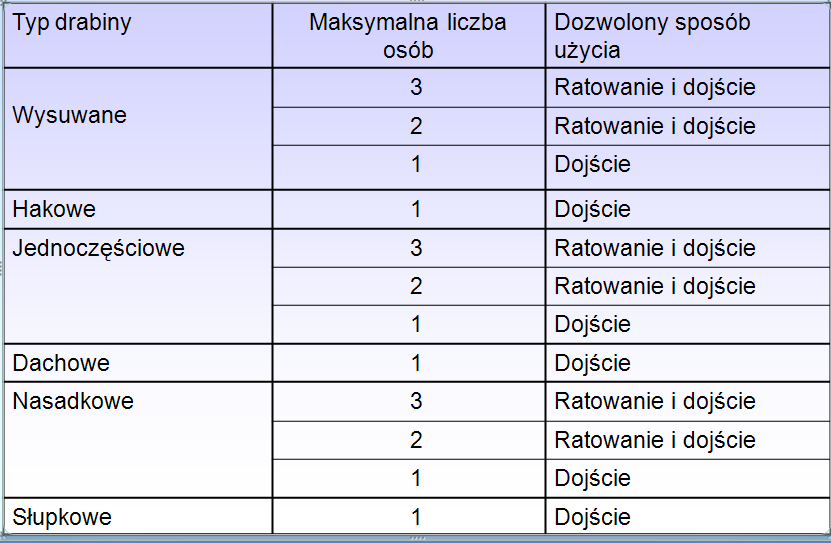 Typ drabiny Maksymalna liczba osób Dozwolony sposób użycia
Wysuwane 3 Ratowanie i dojście
2 Ratowanie i dojście
1 Dojście
Hakowe 1 Dojście
Jednoczęściowe 3 Ratowanie i dojście
2 Ratowanie i dojście
1 Dojście
Dachowe 1 Dojście
Nasadkowe 3 Ratowanie i dojście
2 Ratowanie i dojście
1 Dojście
Słupkowe 1 Dojście